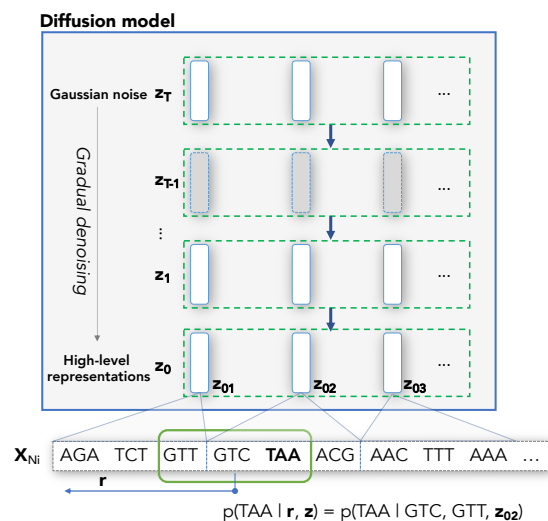 Diffusion model
Gaussian noise z_T ...
Gradual denoising
z_T-1 ...
...
z_1 ...
High-level representations z_0 ...
z_01 z_02 z_03
X_Ni AGA TCT GTT GTC TAA ACG AAC TTT AAA ...
r
p(TAA | r, z) = p(TAA | GTC, GTT, z_02)